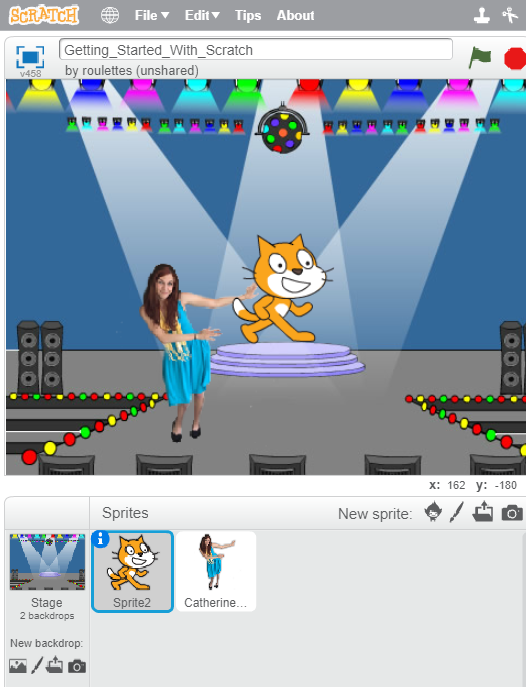 SCRATCH File Edit Tips About
Getting_Started_With_Scratch
by roulettes (unshared)
v458
x: 162 y: -180
Sprites New sprite:
Stage
2 backdrops
New backdrop:
i
Sprite2
Catherine…